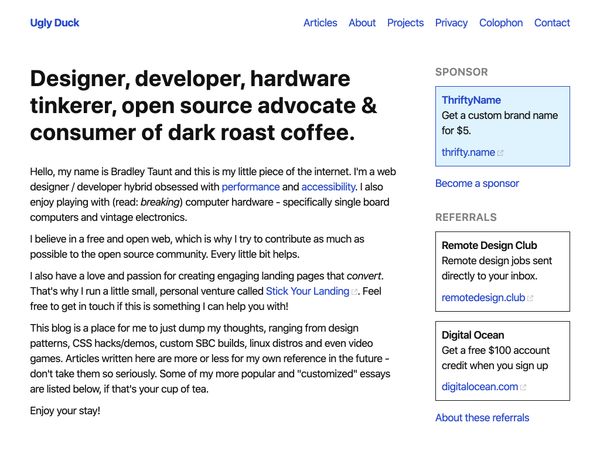 Ugly Duck
Articles About Projects Privacy Colophon Contact
Designer, developer, hardware
tinkerer, open source advocate &
consumer of dark roast coffee.
Hello, my name is Bradley Taunt and this is my little piece of the internet. I'm a web
designer / developer hybrid obsessed with performance and accessibility. I also
enjoy playing with (read: breaking) computer hardware - specifically single board
computers and vintage electronics.
I believe in a free and open web, which is why I try to contribute as much as
possible to the open source community. Every little bit helps.
I also have a love and passion for creating engaging landing pages that convert.
That's why I run a little small, personal venture called Stick Your Landing. Feel
free to get in touch if this is something I can help you with!
This blog is a place for me to just dump my thoughts, ranging from design
patterns, CSS hacks/demos, custom SBC builds, linux distros and even video
games. Articles written here are more or less for my own reference in the future -
don't take them so seriously. Some of my more popular and "customized" essays
are listed below, if that's your cup of tea.
Enjoy your stay!
SPONSOR
ThriftyName
Get a custom brand name
for $5.
thrifty.name
Become a sponsor
REFERRALS
Remote Design Club
Remote design jobs sent
directly to your inbox.
remotedesign.club
Digital Ocean
Get a free $100 account
credit when you sign up
digitalocean.com
About these referrals